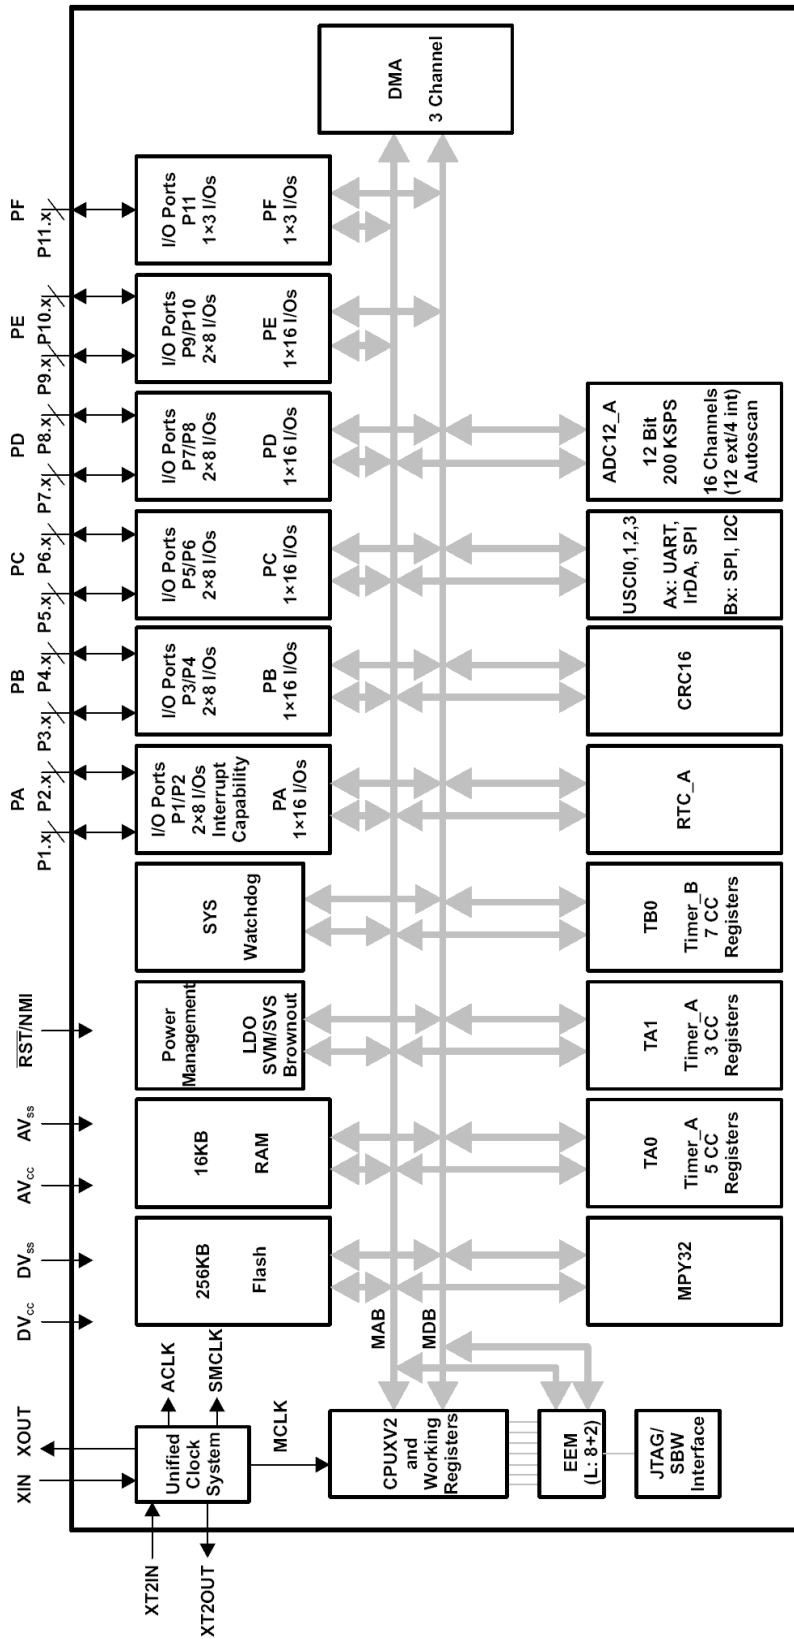 XIN XOUT
DVcc DVss AVcc AVss
RST/NMI
PA PB PC PD PE PF
P1.x P2.x P3.x P4.x P5.x P6.x P7.x P8.x P9.x P10.x P11.x
XT2IN
XT2OUT
Unified
Clock
System
ACLK
SMCLK
MCLK
256KB
Flash
16KB
RAM
Power
Management
LDO
SVM/SVS
Brownout
SYS
Watchdog
I/O Ports
P1/P2
2×8 I/Os
Interrupt
Capability
PA
1×16 I/Os
I/O Ports
P3/P4
2×8 I/Os
PB
1×16 I/Os
I/O Ports
P5/P6
2×8 I/Os
PC
1×16 I/Os
I/O Ports
P7/P8
2×8 I/Os
PD
1×16 I/Os
I/O Ports
P9/P10
2×8 I/Os
PE
1×16 I/Os
I/O Ports
P11
1×3 I/Os
PF
1×3 I/Os
CPUXV2
and
Working
Registers
MAB
MDB
DMA
3 Channel
EEM
(L: 8+2)
JTAG/
SBW
Interface
MPY32
TA0
Timer_A
5 CC
Registers
TA1
Timer_A
3 CC
Registers
TB0
Timer_B
7 CC
Registers
RTC_A
CRC16
USCI0,1,2,3
Ax: UART,
IrDA, SPI
Bx: SPI, I2C
ADC12_A
12 Bit
200 KSPS
16 Channels
(12 ext/4 int)
Autoscan